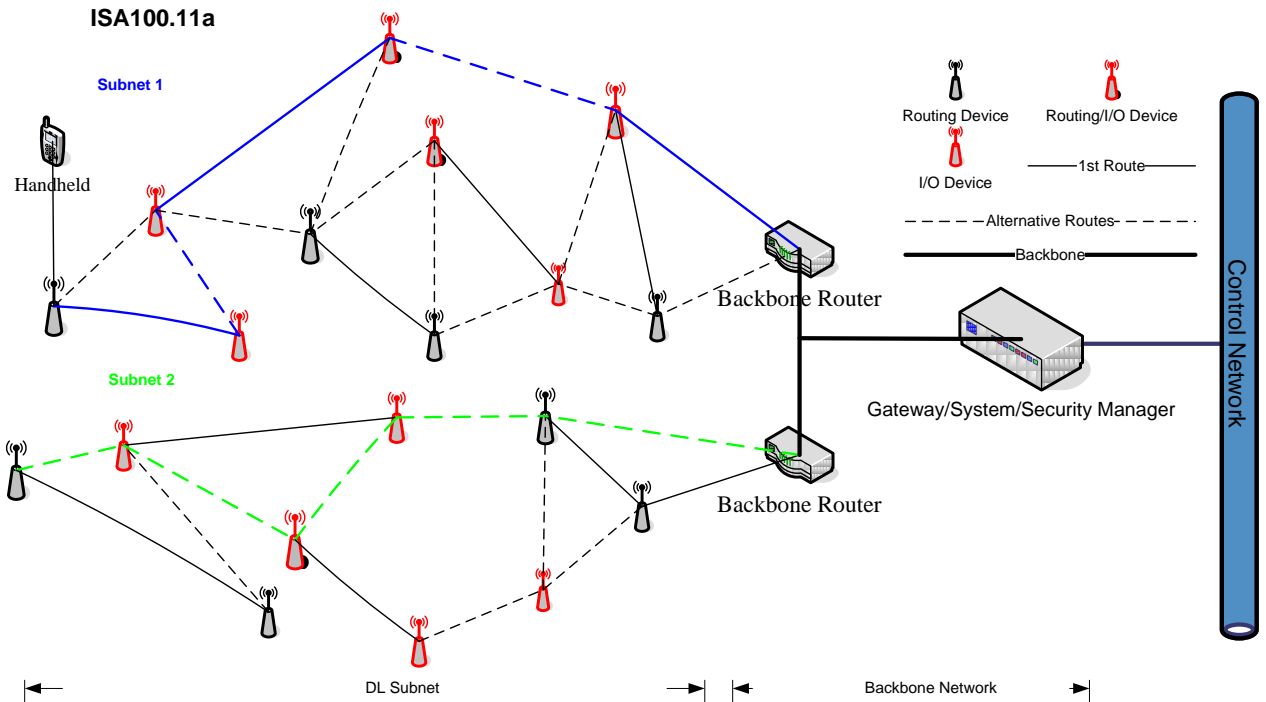 ISA100.11a
Subnet 1
Handheld
Routing Device
Routing/I/O Device
I/O Device
1st Route
Alternative Routes
Backbone
Backbone Router
Control Network
Gateway/System/Security Manager
Subnet 2
Backbone Router
DL Subnet
Backbone Network